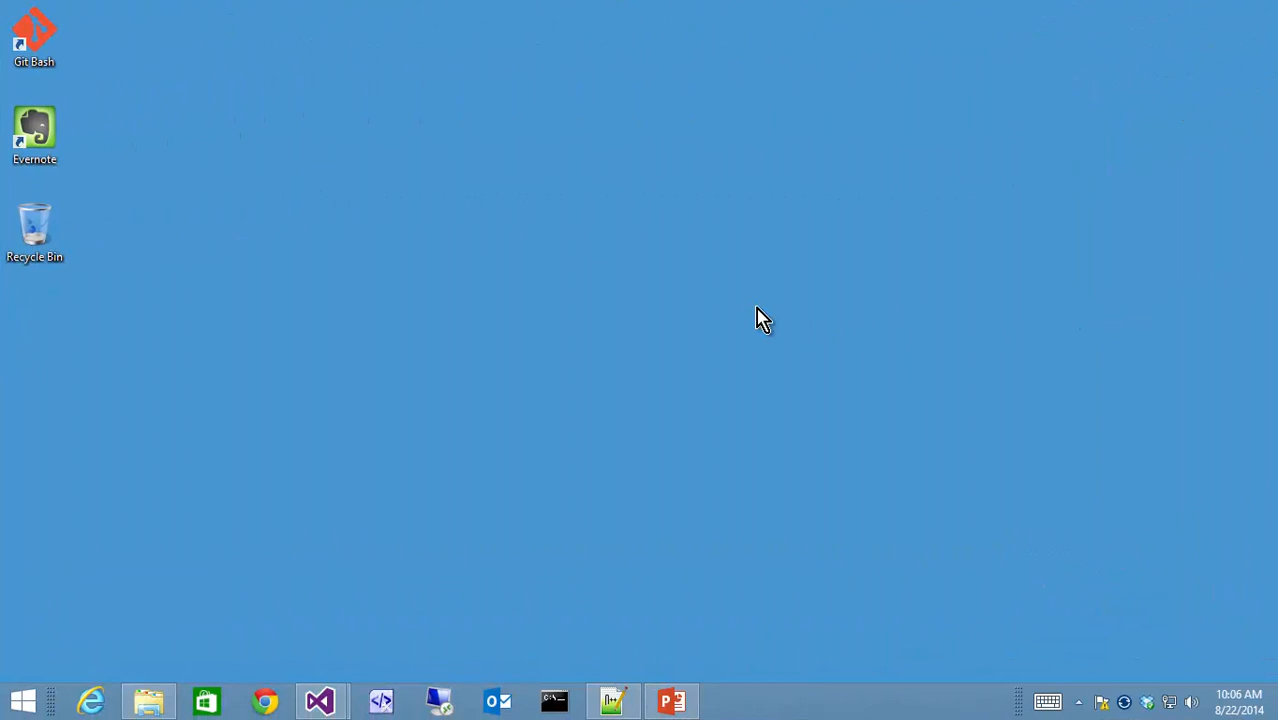 Git Bash
Evernote
Recycle Bin
C:\_
n++
10:06 AM
8/22/2014